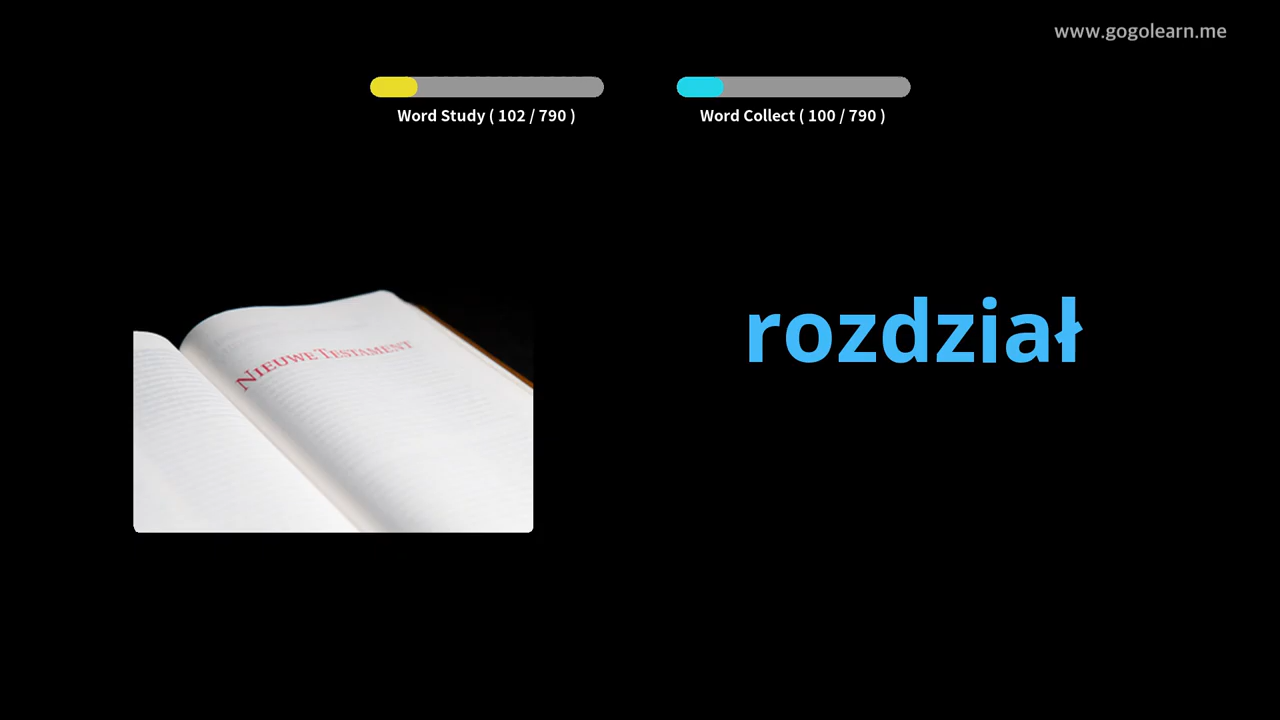 www.gogolearn.me
Word Study ( 102 / 790 )
Word Collect ( 100 / 790 )
NIEUWE TESTAMENT
rozdział